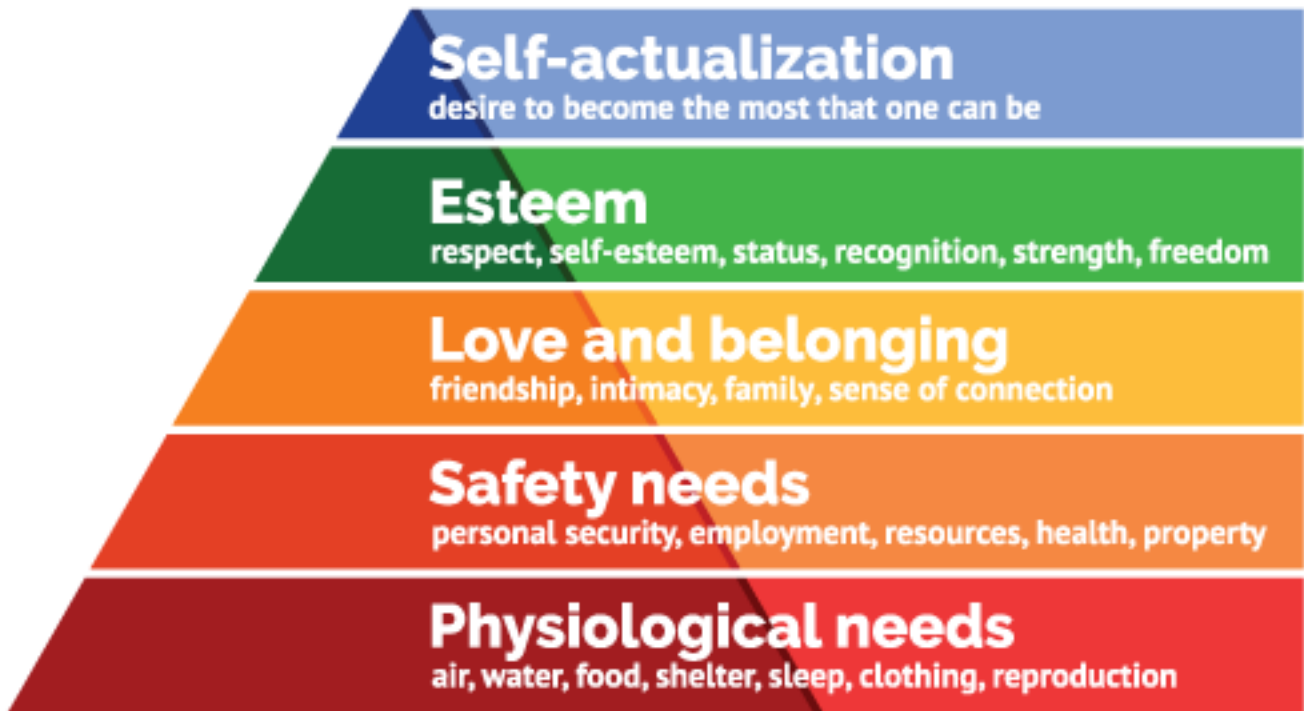 Self-actualization
desire to become the most that one can be
Esteem
respect, self-esteem, status, recognition, strength, freedom
Love and belonging
friendship, intimacy, family, sense of connection
Safety needs
personal security, employment, resources, health, property
Physiological needs
air, water, food, shelter, sleep, clothing, reproduction